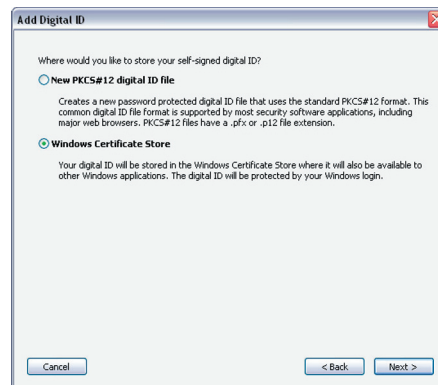 Add Digital ID
Where would you like to store your self-signed digital ID?
New PKCS#12 digital ID file
Creates a new password protected digital ID file that uses the standard PKCS#12 format. This
common digital ID file format is supported by most security software applications, including
major web browsers. PKCS#12 files have a .pfx or .p12 file extension.
Windows Certificate Store
Your digital ID will be stored in the Windows Certificate Store where it will also be available to
other Windows applications. The digital ID will be protected by your Windows login.
Cancel
< Back
Next >